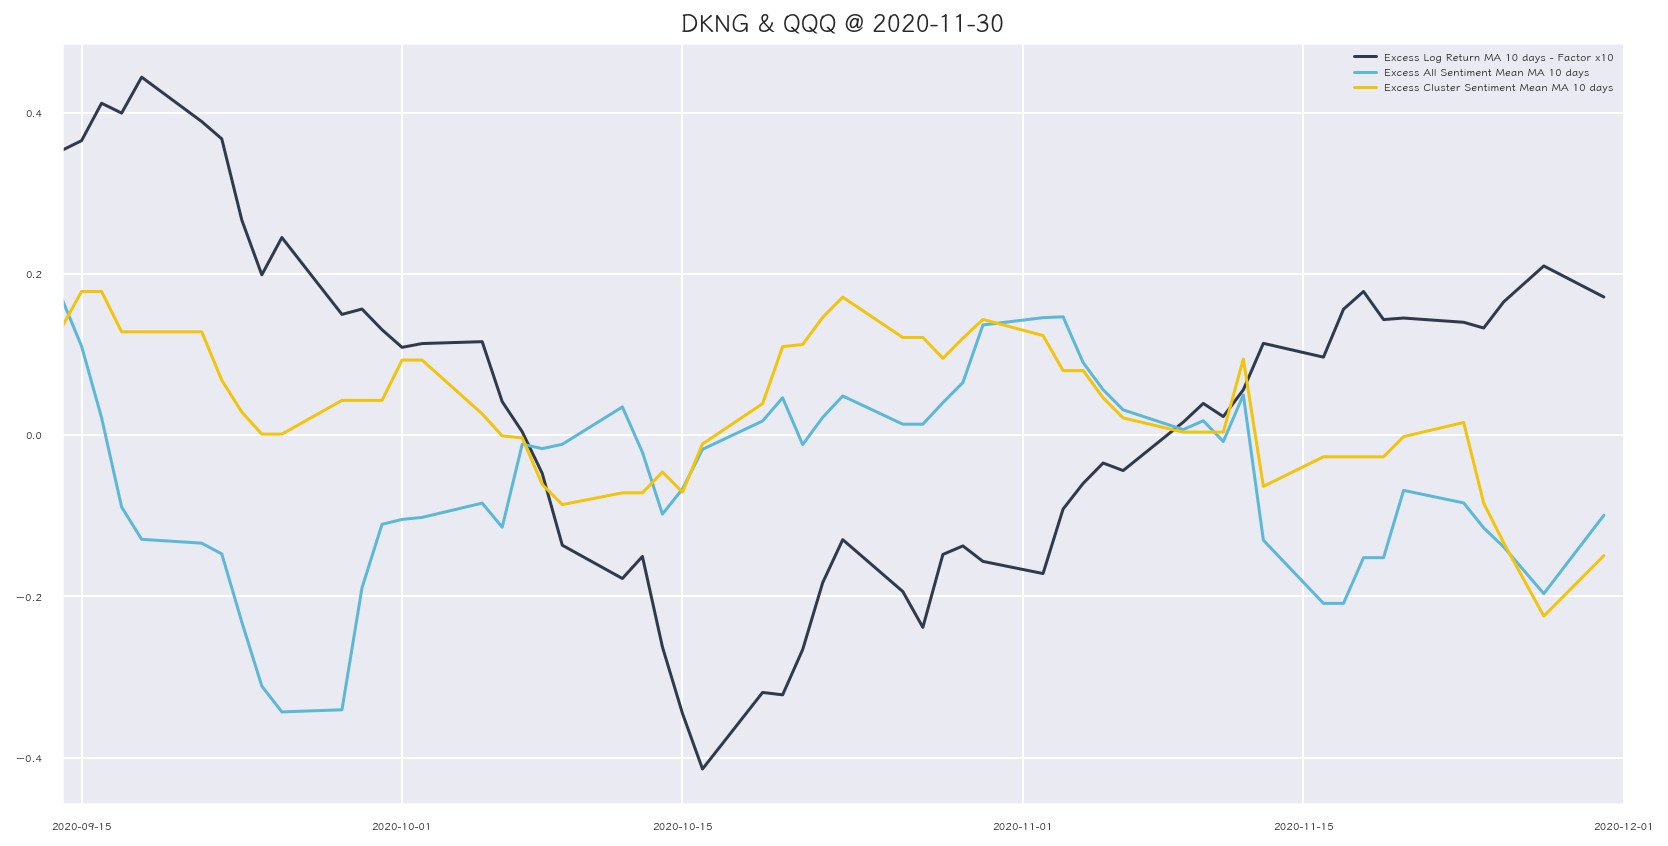 DKNG & QQQ @ 2020-11-30
Excess Log Return MA 10 days - Factor x10
Excess All Sentiment Mean MA 10 days
Excess Cluster Sentiment Mean MA 10 days
0.4
0.2
0.0
−0.2
−0.4
2020-09-15
2020-10-01
2020-10-15
2020-11-01
2020-11-15
2020-12-01